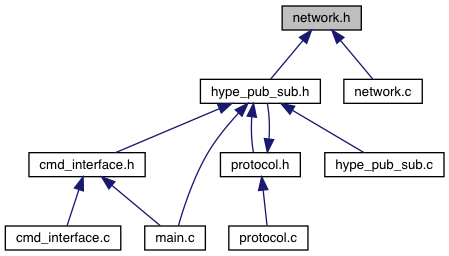 network.h
hype_pub_sub.h
network.c
cmd_interface.h
protocol.h
hype_pub_sub.c
cmd_interface.c
main.c
protocol.c